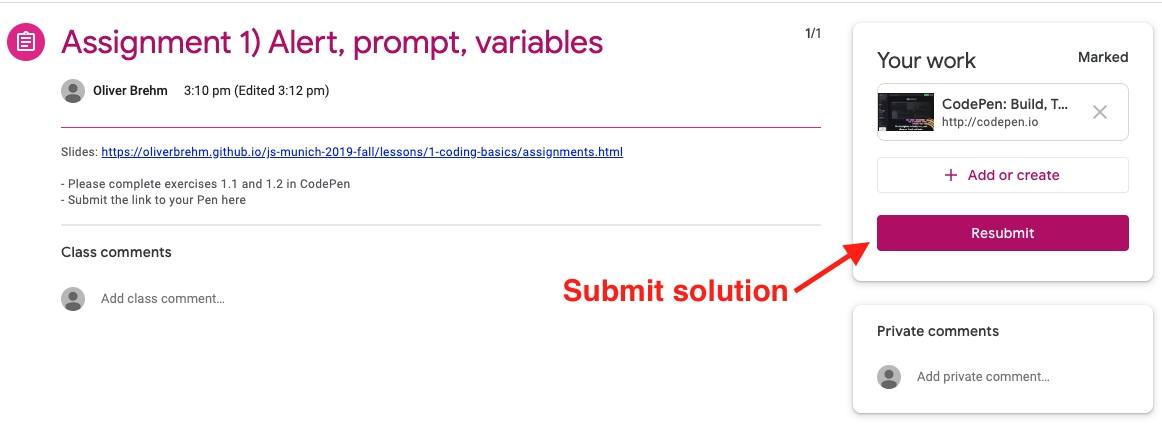 Assignment 1) Alert, prompt, variables
1/1
Oliver Brehm 3:10 pm (Edited 3:12 pm)
Slides: https://oliverbrehm.github.io/js-munich-2019-fall/lessons/1-coding-basics/assignments.html
- Please complete exercises 1.1 and 1.2 in CodePen
- Submit the link to your Pen here
Class comments
Add class comment...
Your work Marked
CodePen: Build, T...
http://codepen.io
+ Add or create
Resubmit
Submit solution
Private comments
Add private comment...